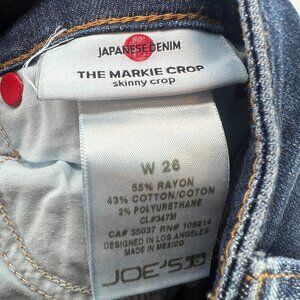 JAPANESE DENIM
THE MARKIE CROP
skinny crop
W 26
55% RAYON
43% COTTON/COTON
2% POLYURETHANE
CL#347M
CA# 35037 RN# 106914
DESIGNED IN LOS ANGELES
MADE IN MEXICO
JOE'S